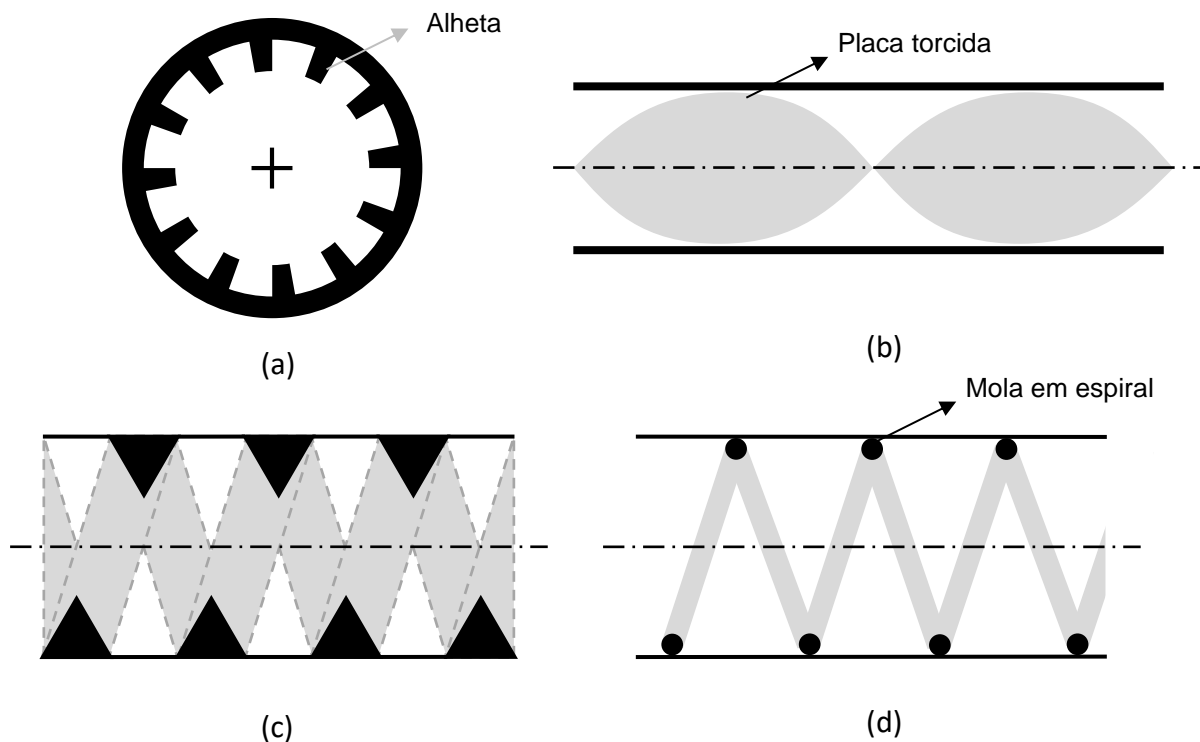 Alheta
Placa torcida
(a)
(b)
Mola em espiral
(c)
(d)